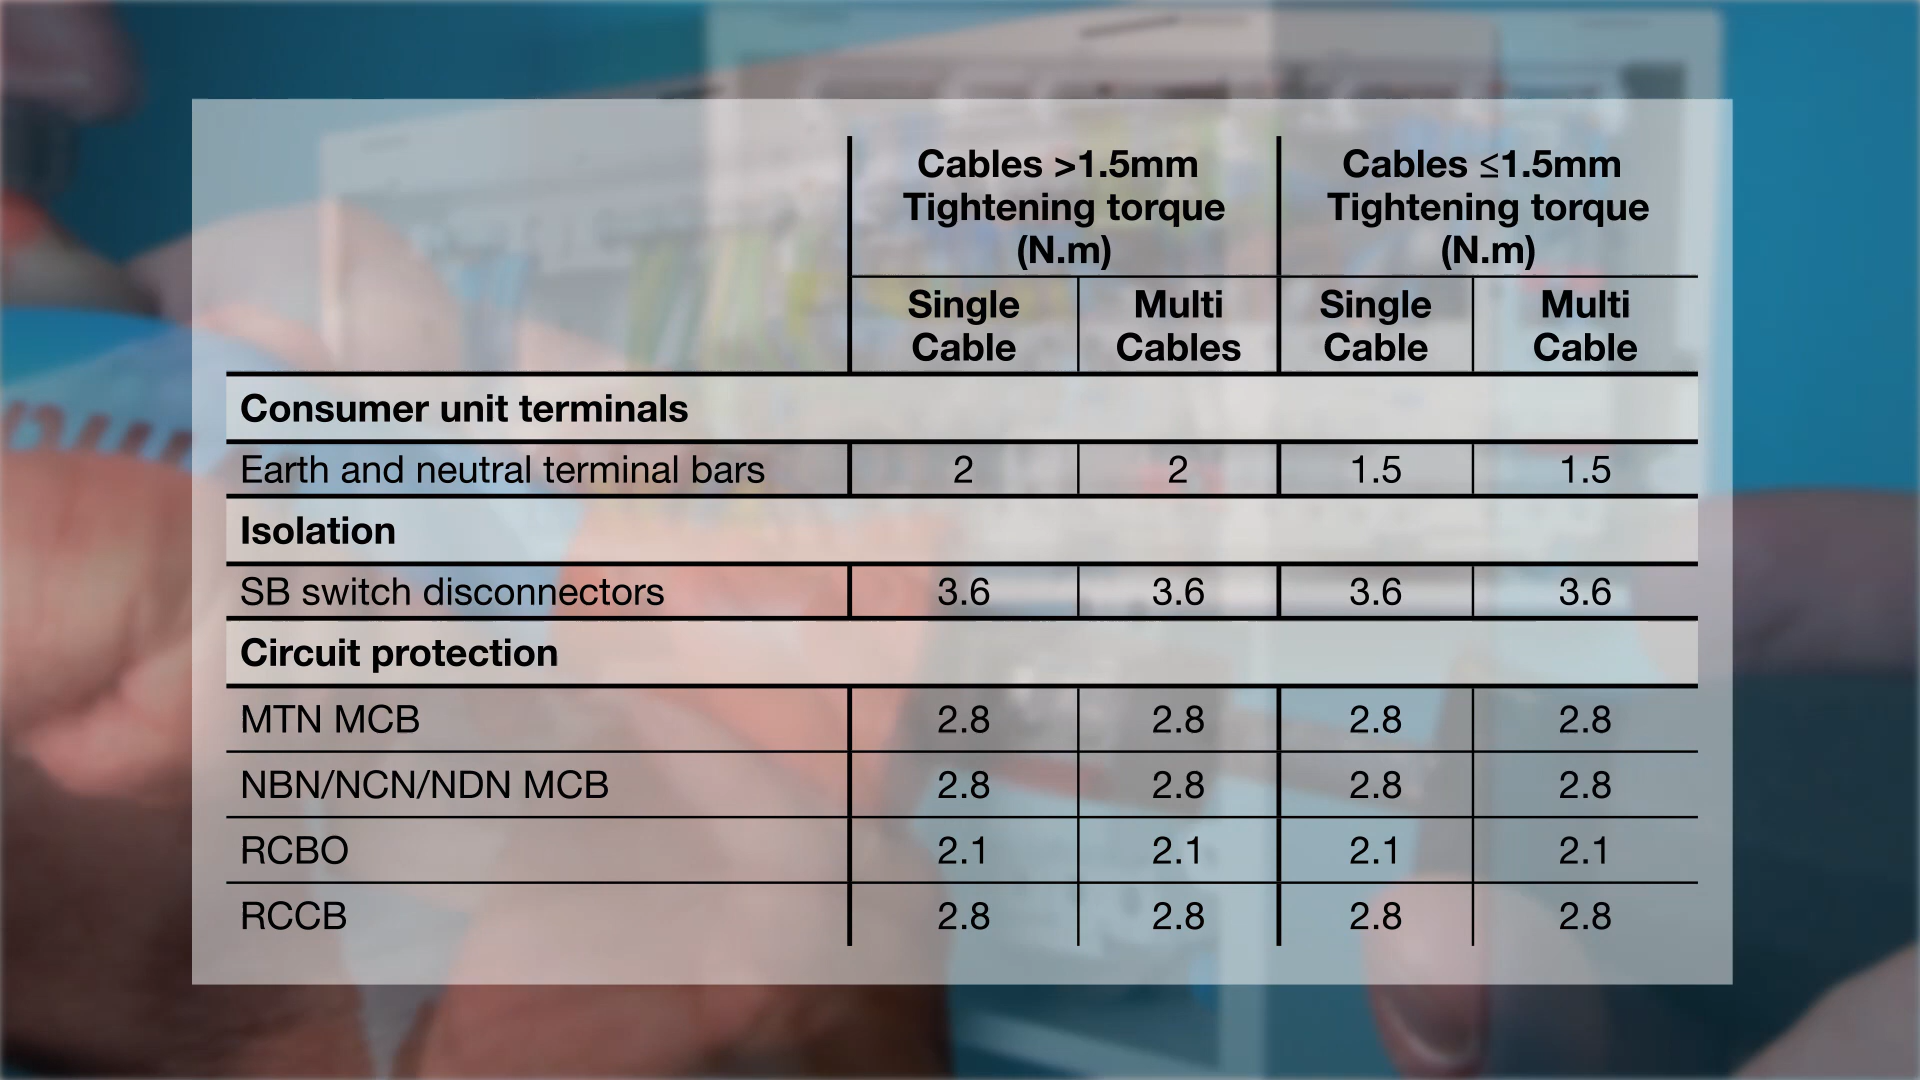 Cables >1.5mm
Tightening torque
(N.m)
Cables ≤1.5mm
Tightening torque
(N.m)
Single
Cable
Multi
Cables
Single
Cable
Multi
Cable
Consumer unit terminals
Earth and neutral terminal bars 2 2 1.5 1.5
Isolation
SB switch disconnectors 3.6 3.6 3.6 3.6
Circuit protection
MTN MCB 2.8 2.8 2.8 2.8
NBN/NCN/NDN MCB 2.8 2.8 2.8 2.8
RCBO 2.1 2.1 2.1 2.1
RCCB 2.8 2.8 2.8 2.8